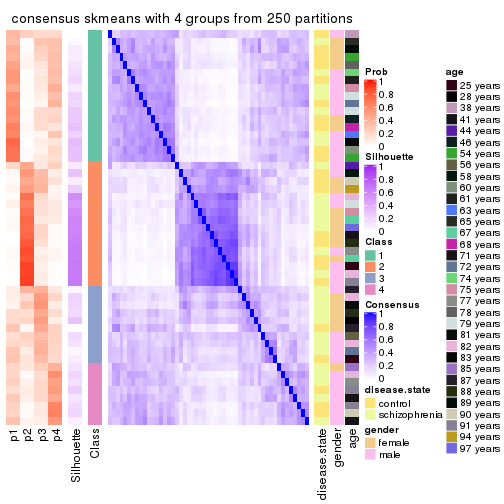 consensus skmeans with 4 groups from 250 partitions
Prob
1
0.8
0.6
0.4
0.2
0
Silhouette
1
0.8
0.6
0.4
0.2
0
Class
1
2
3
4
Consensus
1
0.8
0.6
0.4
0.2
0
disease.state
control
schizophrenia
gender
female
male
age
25 years
28 years
38 years
41 years
44 years
46 years
54 years
56 years
58 years
60 years
61 years
63 years
65 years
67 years
68 years
71 years
72 years
74 years
75 years
77 years
78 years
79 years
81 years
82 years
83 years
85 years
87 years
88 years
89 years
90 years
91 years
94 years
97 years
p1
p2
p3
p4
Silhouette
Class
disease.state
gender
age